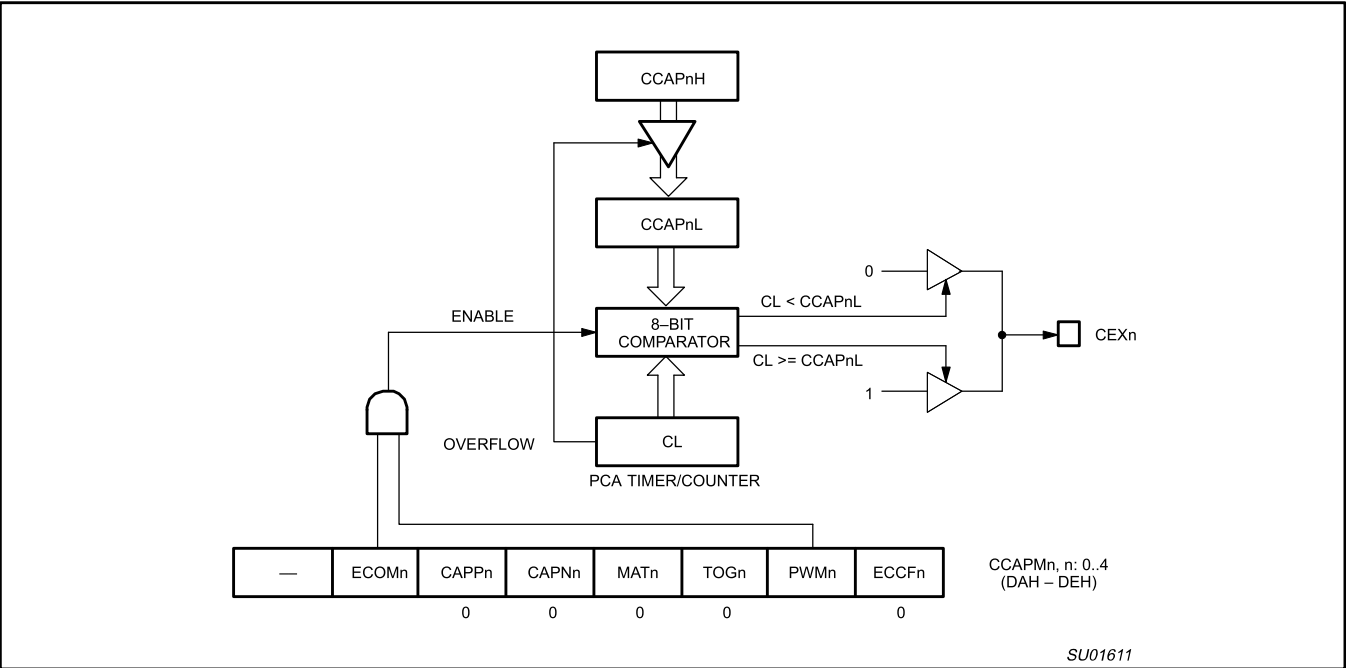 CCAPnH
CCAPnL
0
CL < CCAPnL
ENABLE
8–BIT
COMPARATOR
CEXn
CL >= CCAPnL
1
OVERFLOW
CL
PCA TIMER/COUNTER
— ECOMn CAPPn CAPNn MATn TOGn PWMn ECCFn
CCAPMn, n: 0..4
(DAH – DEH)
0 0 0 0 0
SU01611